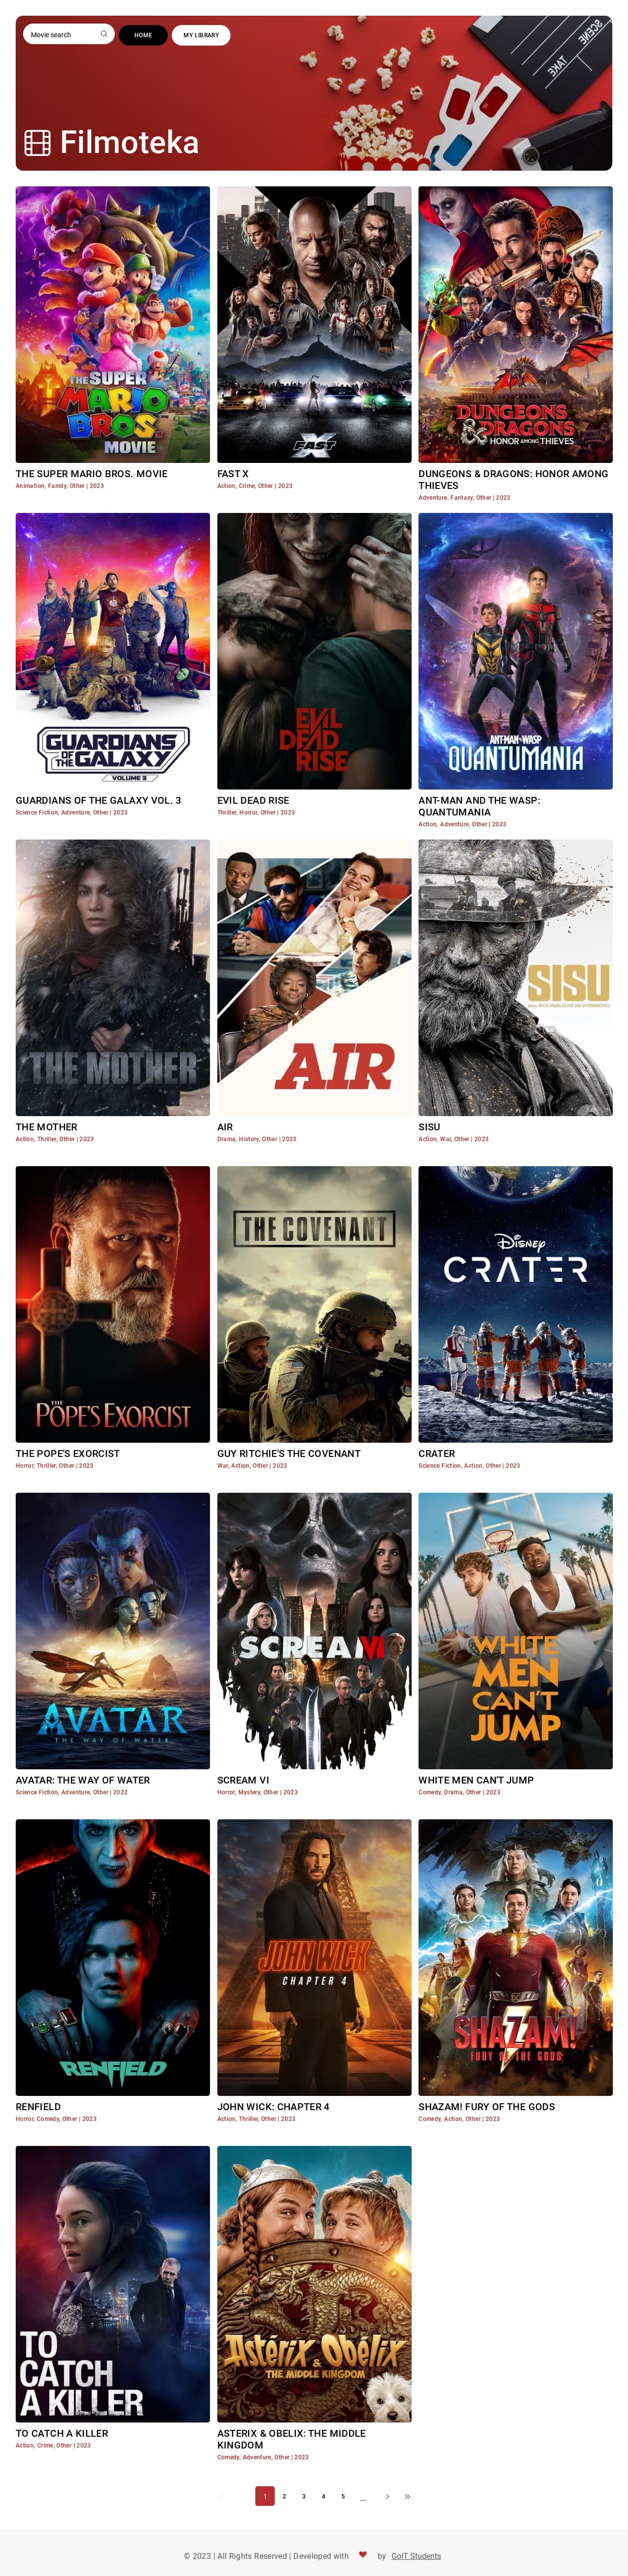 Movie search
HOME
MY LIBRARY
SCENE
TAKE
Filmoteka
THE SUPER
MARIO
BROS.
MOVIE
FAST X
DUNGEONS
& DRAGONS
HONOR AMONG THIEVES
THE SUPER MARIO BROS. MOVIE
Animation, Family, Other | 2023
FAST X
Action, Crime, Other | 2023
DUNGEONS & DRAGONS: HONOR AMONG
THIEVES
Adventure, Fantasy, Other | 2023
GUARDIANS
OF THE GALAXY
VOLUME 3
EVIL
DEAD
RISE
ANT-MAN AND THE WASP
QUANTUMANIA
GUARDIANS OF THE GALAXY VOL. 3
Science Fiction, Adventure, Other | 2023
EVIL DEAD RISE
Thriller, Horror, Other | 2023
ANT-MAN AND THE WASP:
QUANTUMANIA
Action, Adventure, Other | 2023
THE MOTHER
AIR
SISU
THE MOTHER
Action, Thriller, Other | 2023
AIR
Drama, History, Other | 2023
SISU
Action, War, Other | 2023
THE
POPE'S EXORCIST
THE COVENANT
Disney
CRATER
THE POPE'S EXORCIST
Horror, Thriller, Other | 2023
GUY RITCHIE'S THE COVENANT
War, Action, Other | 2023
CRATER
Science Fiction, Action, Other | 2023
AVATAR
THE WAY OF WATER
SCREAM VI
WHITE
MEN
CAN'T
JUMP
AVATAR: THE WAY OF WATER
Science Fiction, Adventure, Other | 2022
SCREAM VI
Horror, Mystery, Other | 2023
WHITE MEN CAN'T JUMP
Comedy, Drama, Other | 2023
RENFIELD
JOHN WICK
CHAPTER 4
SHAZAM!
FURY OF THE GODS
RENFIELD
Horror, Comedy, Other | 2023
JOHN WICK: CHAPTER 4
Action, Thriller, Other | 2023
SHAZAM! FURY OF THE GODS
Comedy, Action, Other | 2023
TO
CATCH
A KILLER
Astérix & Obélix
THE MIDDLE KINGDOM
TO CATCH A KILLER
Action, Crime, Other | 2023
ASTERIX & OBELIX: THE MIDDLE
KINGDOM
Comedy, Adventure, Other | 2023
1 2 3 4 5 ...
© 2023 | All Rights Reserved | Developed with ♥ by GoIT Students